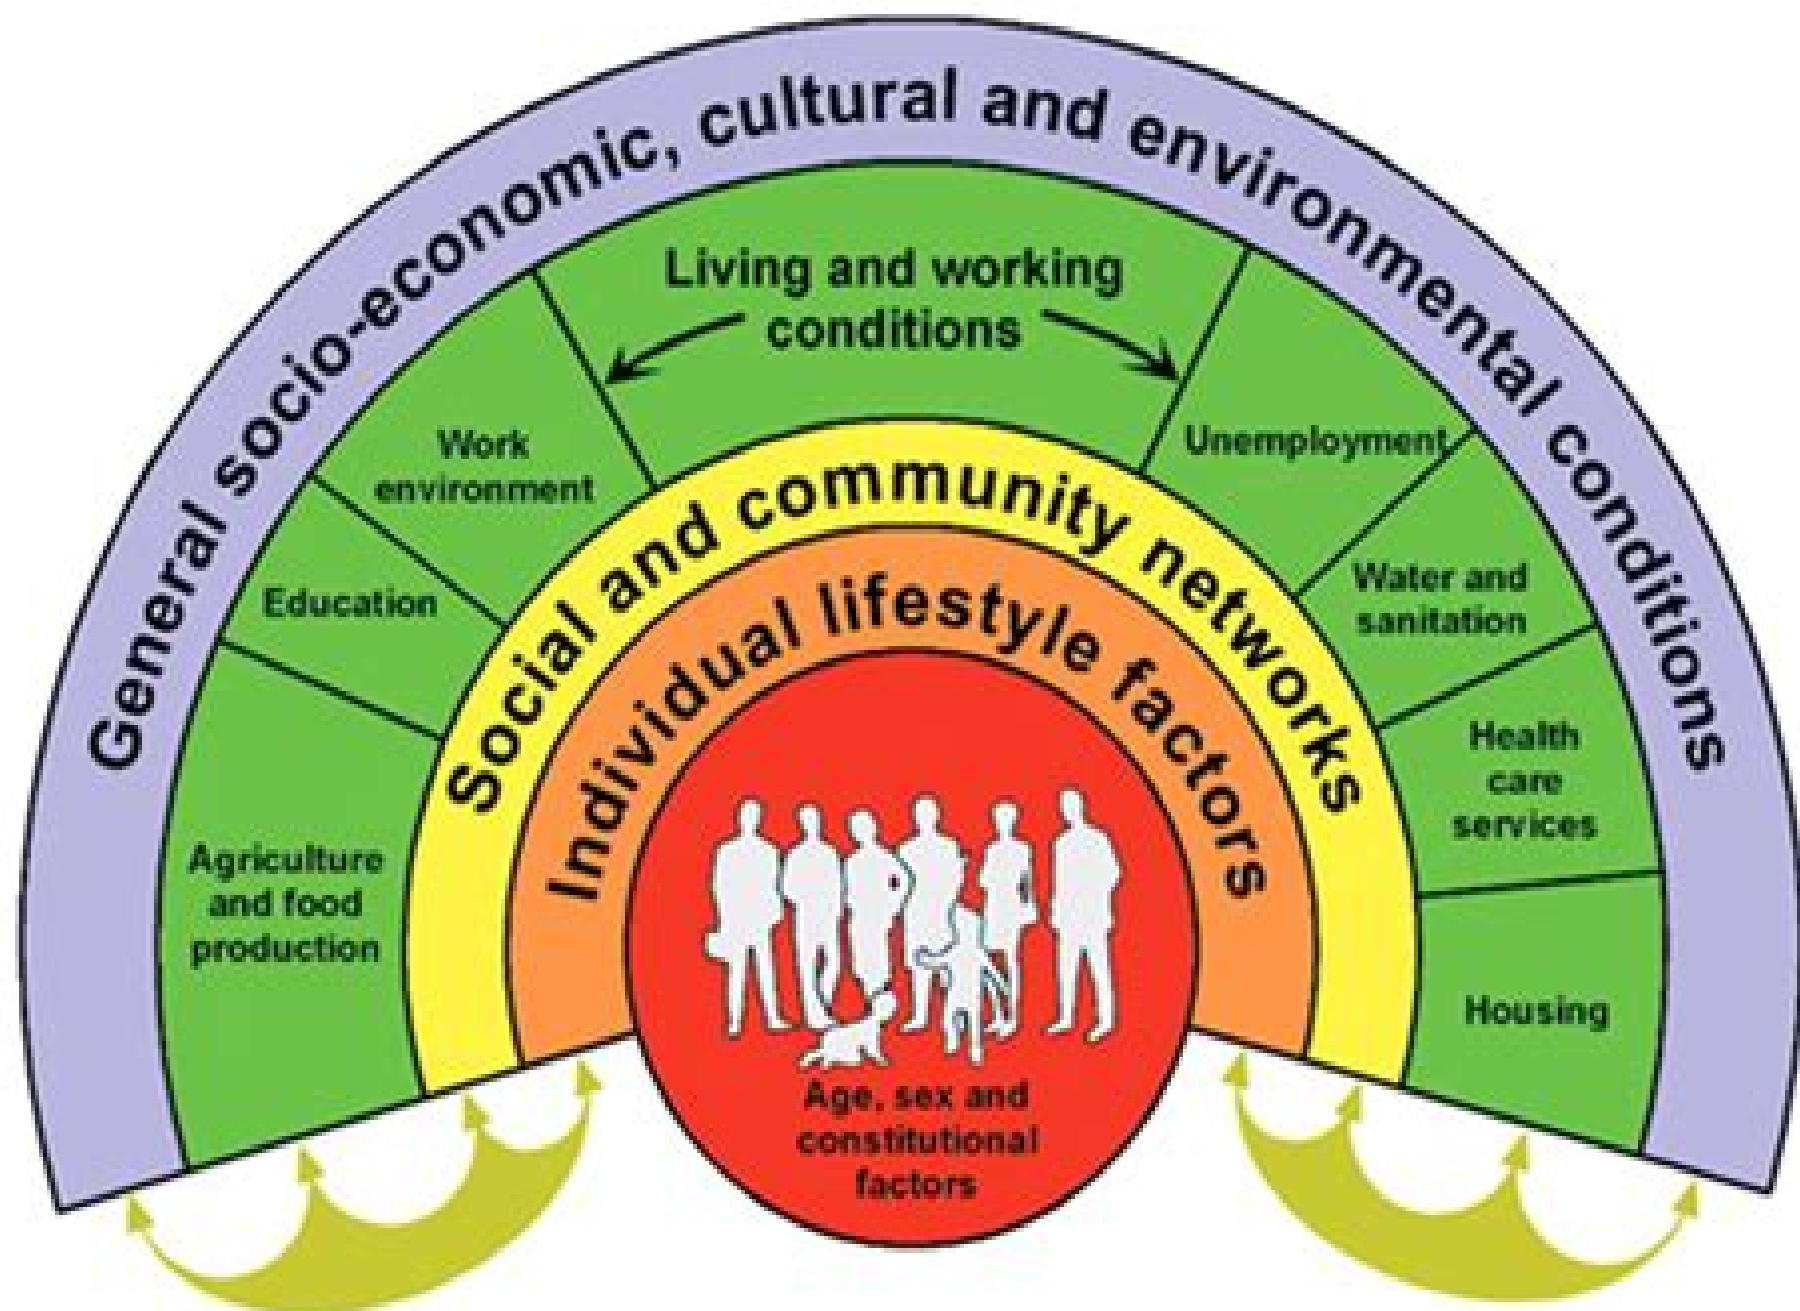 General socio-economic, cultural and environmental conditions
Living and working
conditions
Agriculture
and food
production
Education
Work
environment
Unemployment
Water and
sanitation
Health
care
services
Housing
Social and community networks
Individual lifestyle factors
Age, sex and
constitutional
factors